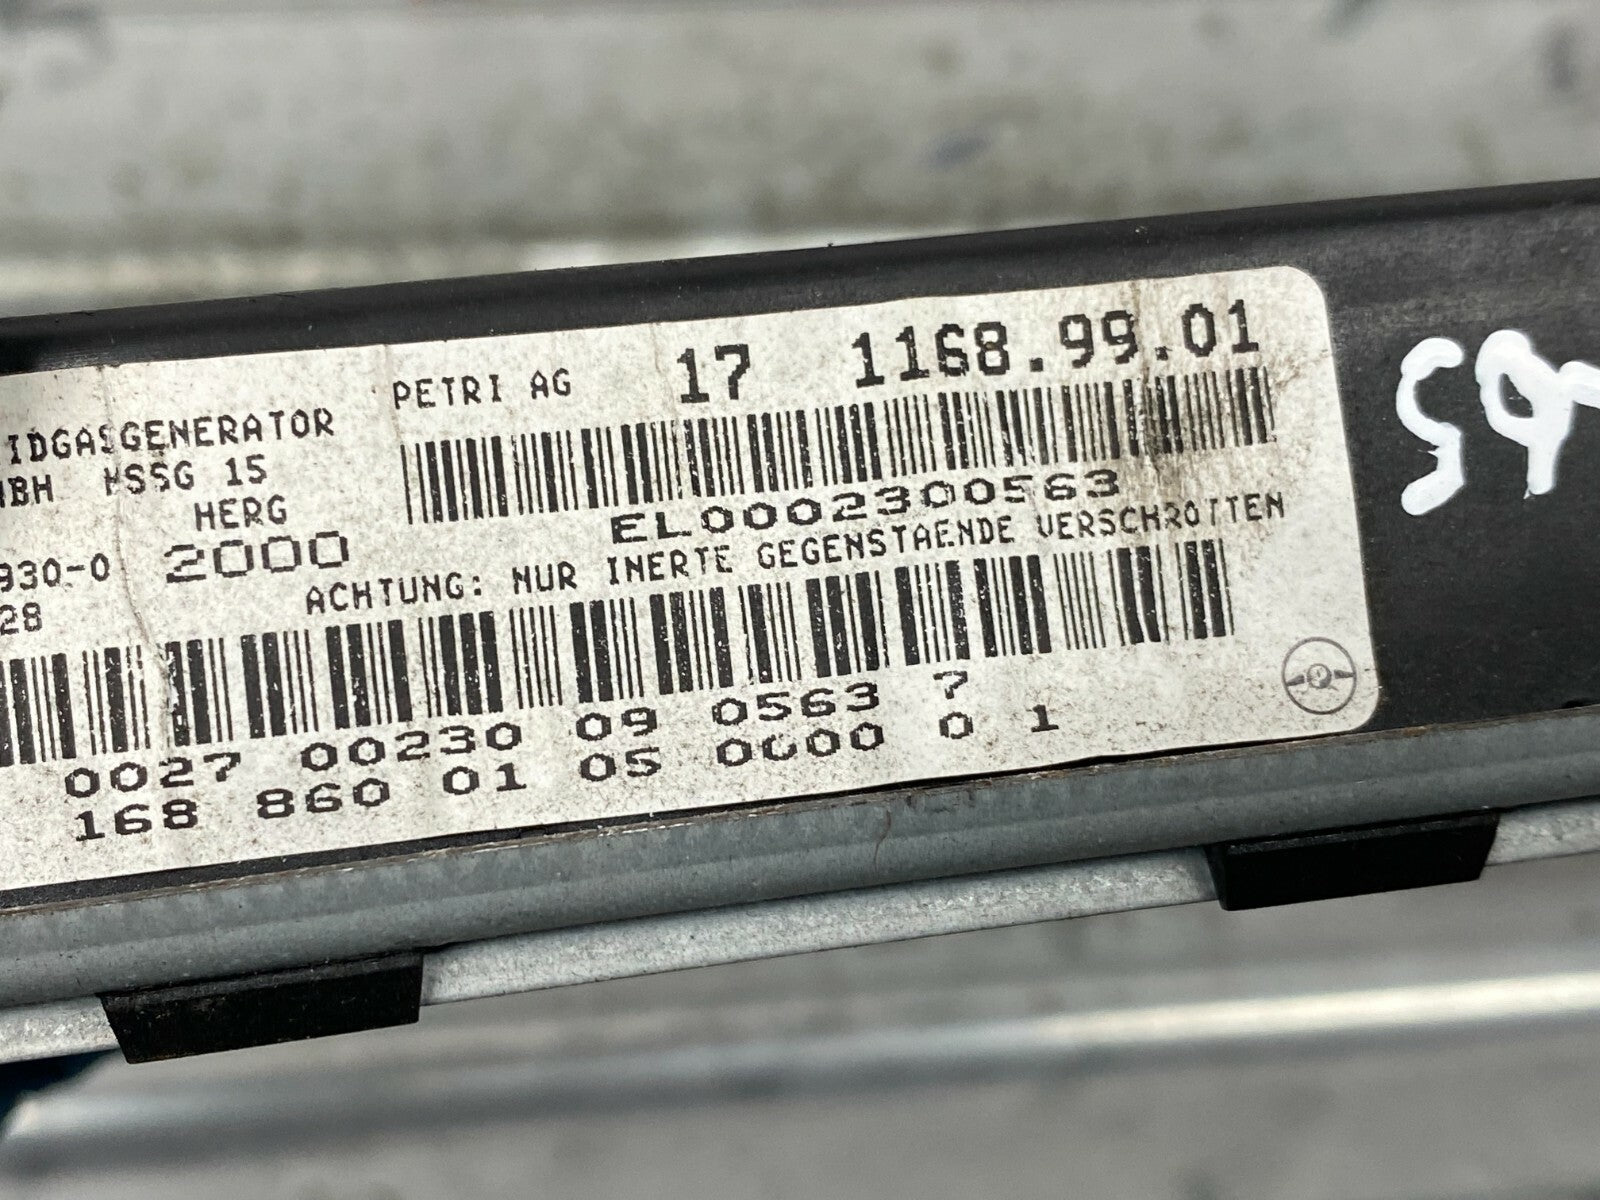 PETRI AG 17 1168.99.01
IDGASGENERATOR
MBH HSSG 15
HERG
EL0002300563
930-0 2000
ACHTUNG: NUR INERTE GEGENSTAENDE VERSCHROTTEN
28
0027 00230 09 0563 7
168 860 01 05 0000 0 1